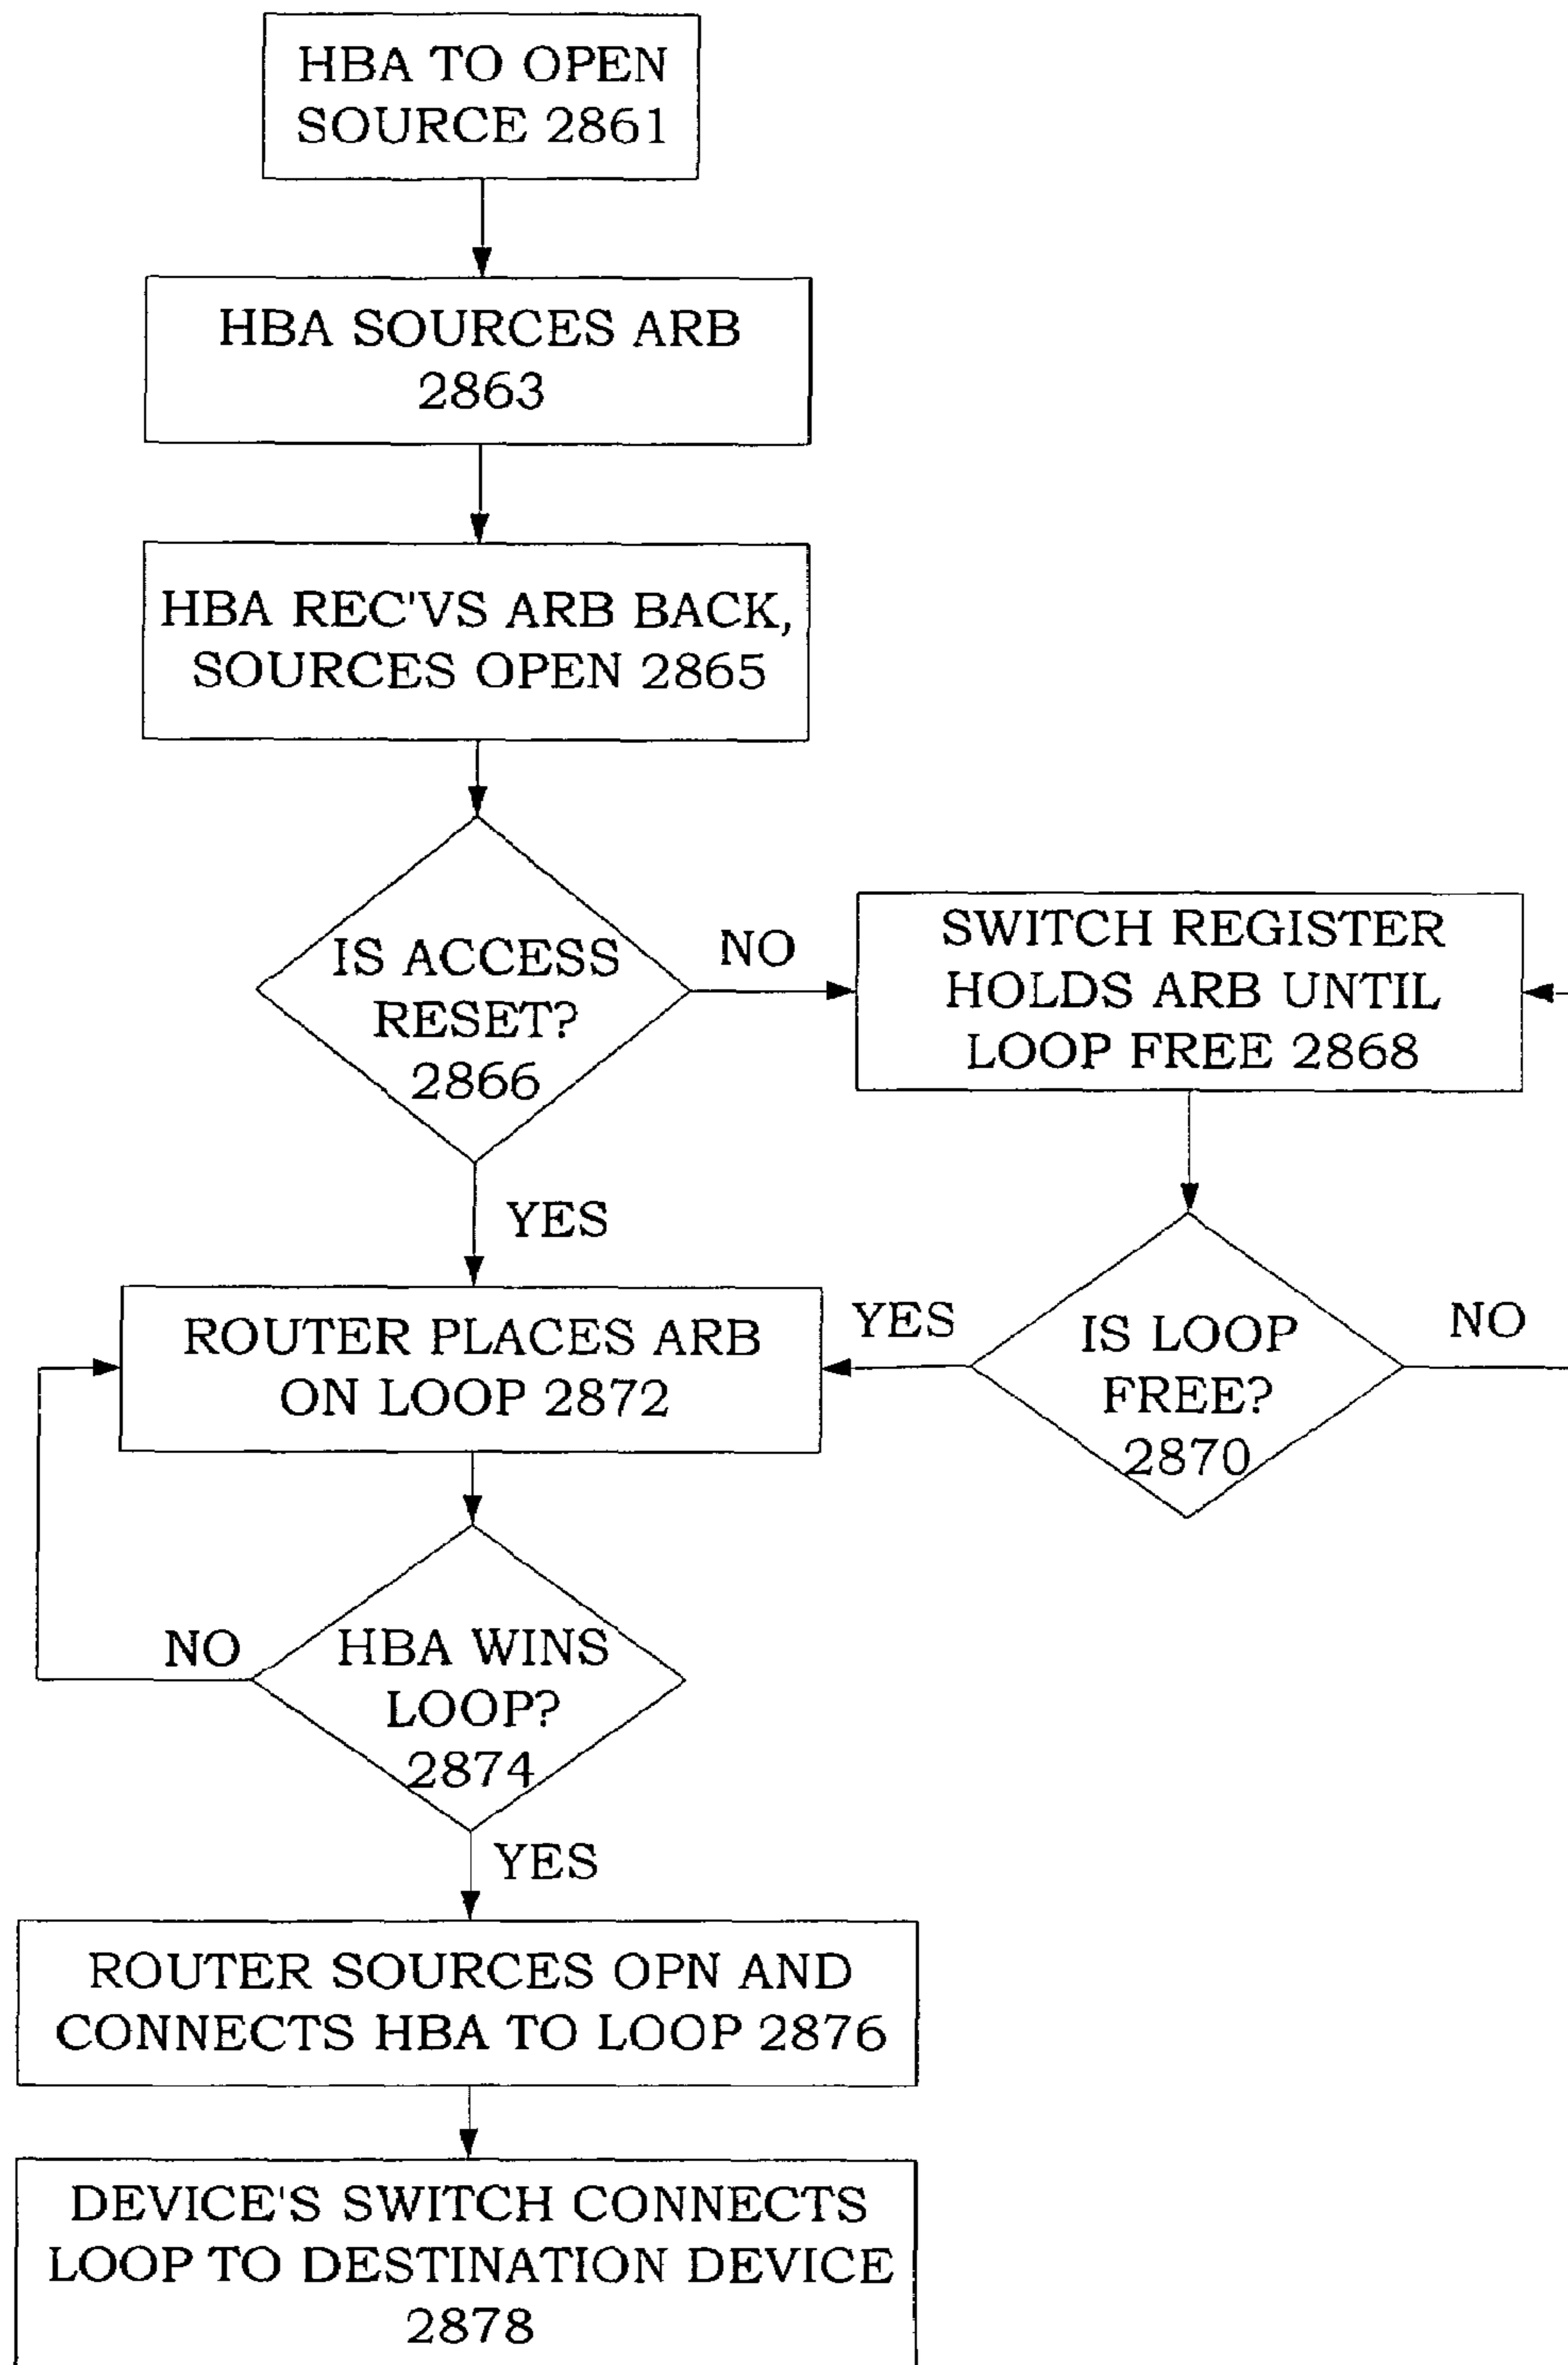 HBA TO OPEN
SOURCE 2861
HBA SOURCES ARB
2863
HBA REC'VS ARB BACK,
SOURCES OPEN 2865
IS ACCESS
RESET?
2866
NO
SWITCH REGISTER
HOLDS ARB UNTIL
LOOP FREE 2868
YES
ROUTER PLACES ARB
ON LOOP 2872
YES
IS LOOP
FREE?
2870
NO
NO
HBA WINS
LOOP?
2874
YES
ROUTER SOURCES OPN AND
CONNECTS HBA TO LOOP 2876
DEVICE'S SWITCH CONNECTS
LOOP TO DESTINATION DEVICE
2878